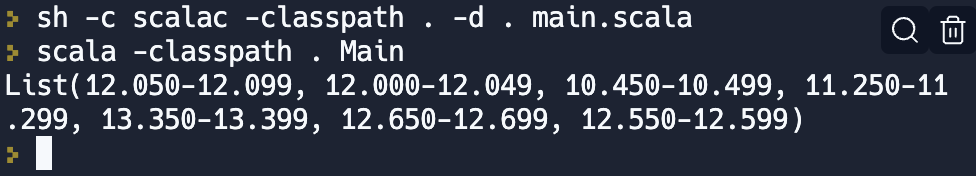 sh -c scalac -classpath . -d . main.scala
scala -classpath . Main
List(12.050-12.099, 12.000-12.049, 10.450-10.499, 11.250-11
.299, 13.350-13.399, 12.650-12.699, 12.550-12.599)